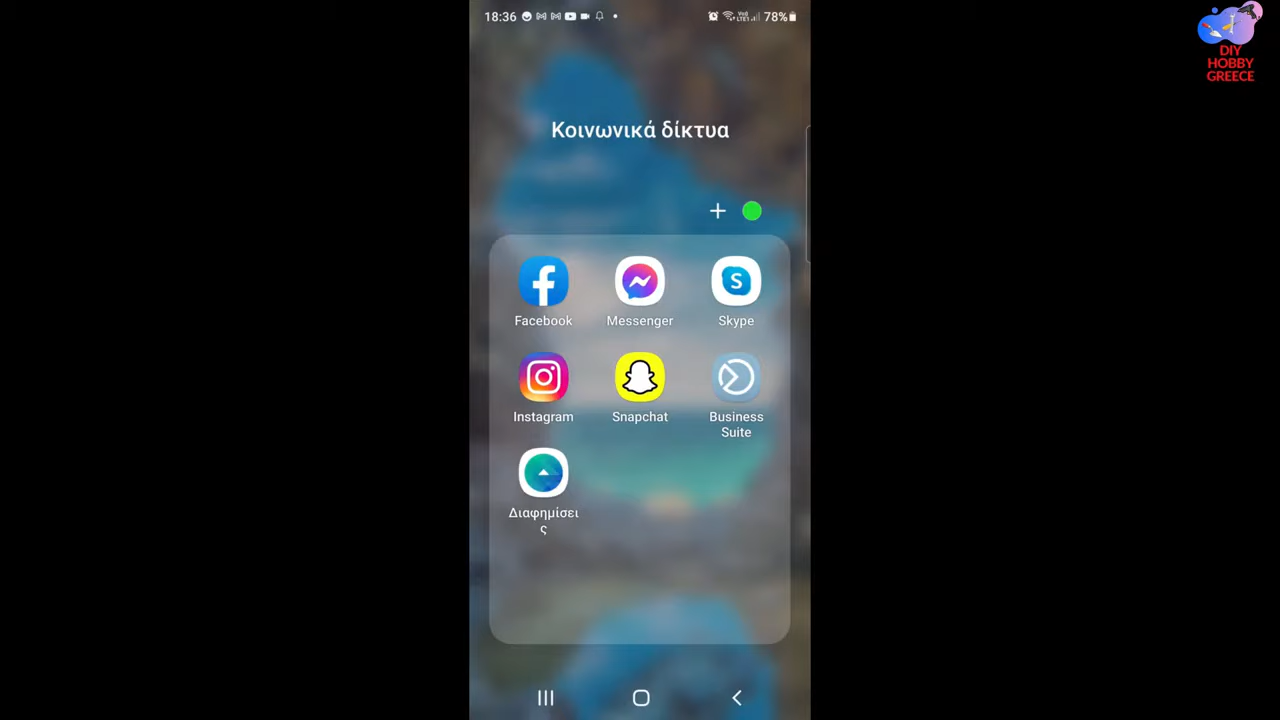 18:36
78%
DIY
HOBBY
GREECE
Κοινωνικά δίκτυα
Facebook
Messenger
Skype
Instagram
Snapchat
Business
Suite
Διαφημίσει
ς